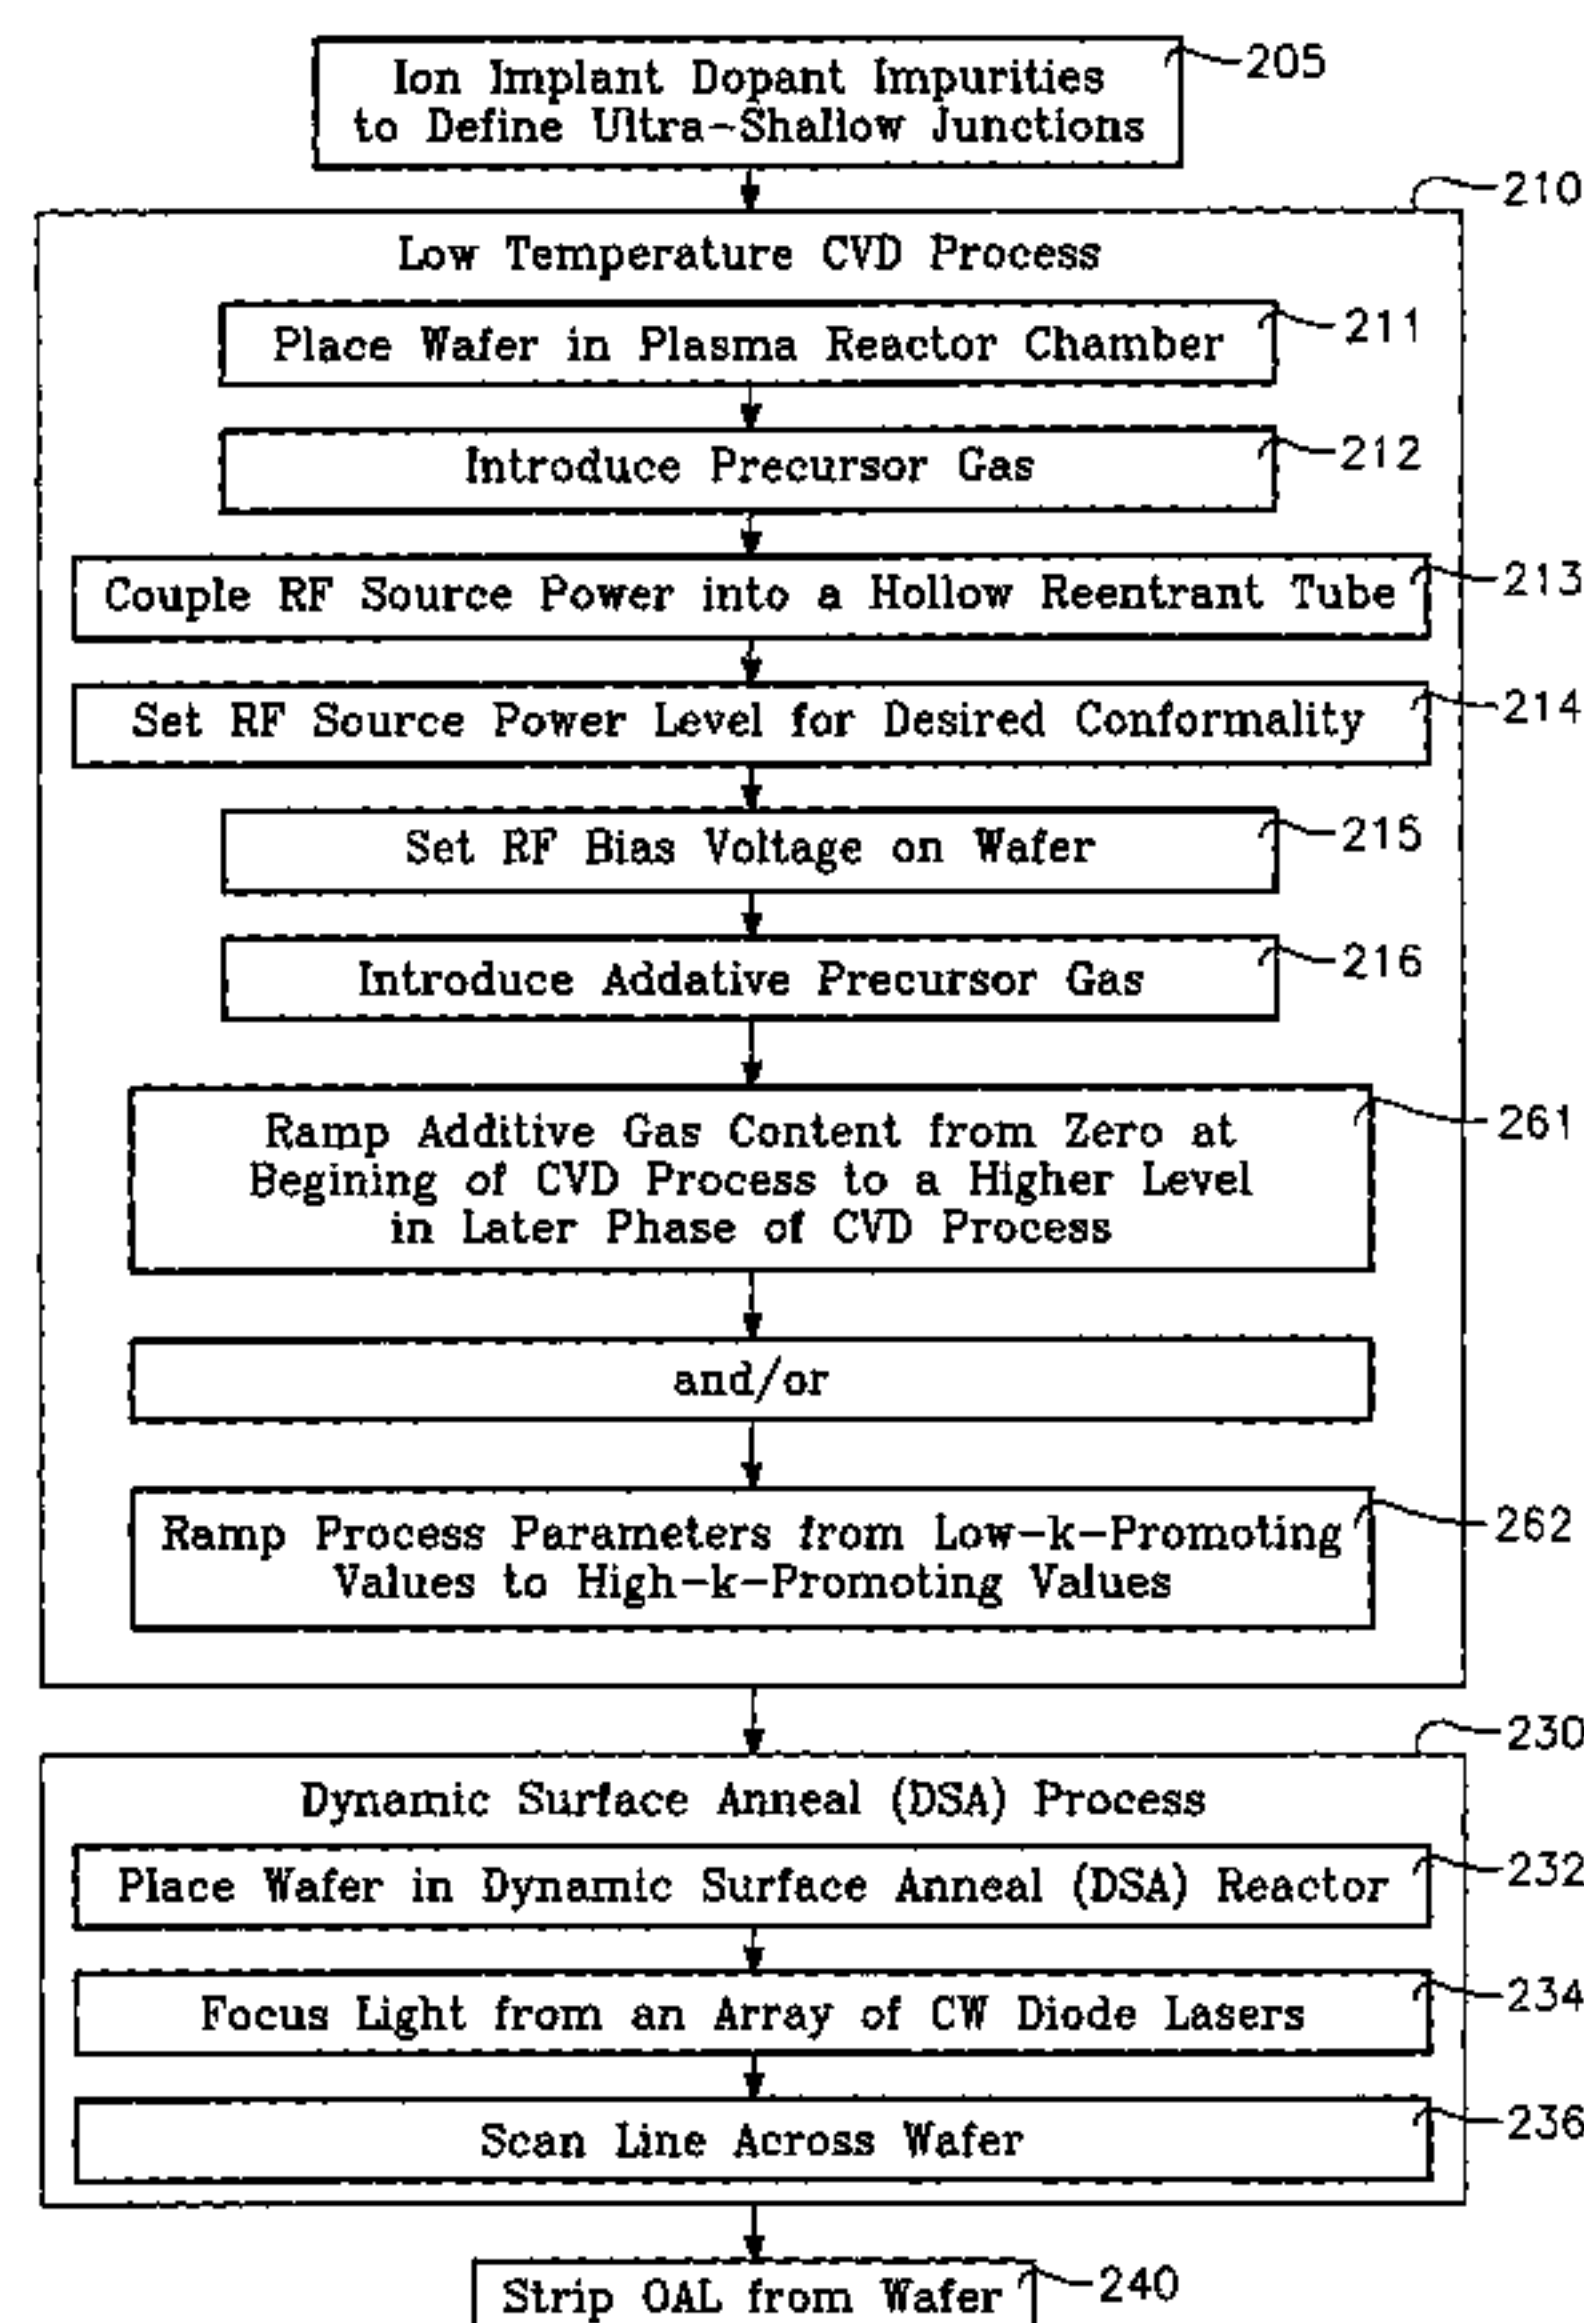 Ion Implant Dopant Impurities
to Define Ultra-Shallow Junctions
205
210
Low Temperature CVD Process
Place Wafer in Plasma Reactor Chamber
211
Introduce Precursor Gas
212
Couple RF Source Power into a Hollow Reentrant Tube
213
Set RF Source Power Level for Desired Conformality
214
Set RF Bias Voltage on Wafer
215
Introduce Addative Precursor Gas
216
Ramp Additive Gas Content from Zero at
Begining of CVD Process to a Higher Level
in Later Phase of CVD Process
261
and/or
Ramp Process Parameters from Low-k-Promoting
Values to High-k-Promoting Values
262
230
Dynamic Surface Anneal (DSA) Process
Place Wafer in Dynamic Surface Anneal (DSA) Reactor
232
Focus Light from an Array of CW Diode Lasers
234
Scan Line Across Wafer
236
Strip OAL from Wafer
240